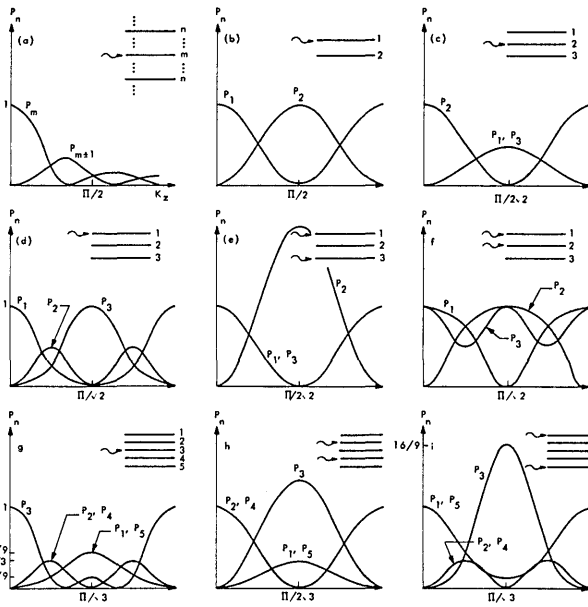 Pn
(a)
n
m
n
1
Pm
Pm±1
Π/2
Kz
Pn
(b)
1
2
P1
P2
Π/2
Pn
(c)
1
2
3
P2
P1, P3
Π/2√2
Pn
(d)
1
2
3
1
P1
P2
P3
Π/√2
Pn
(e)
1
2
3
P2
P1, P3
Π/2√2
Pn
f
1
2
3
P1
P2
P3
Π/√2
Pn
g
1
2
3
4
5
1
P3
P2, P4
P1, P5
/9
/3
/9
Π/√3
Pn
h
P2, P4
P3
P1, P5
Π/2√3
Pn
16/9
i
P3
P1, P5
P2, P4
Π/√3